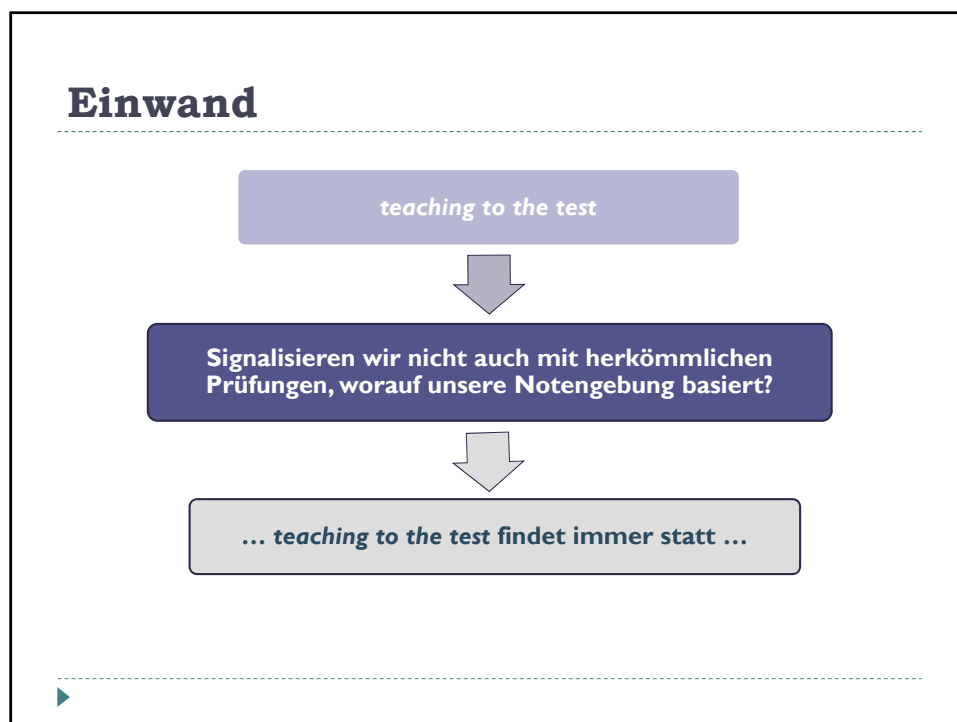 Einwand
teaching to the test
Signalisieren wir nicht auch mit herkömmlichen
Prüfungen, worauf unsere Notengebung basiert?
… teaching to the test findet immer statt …